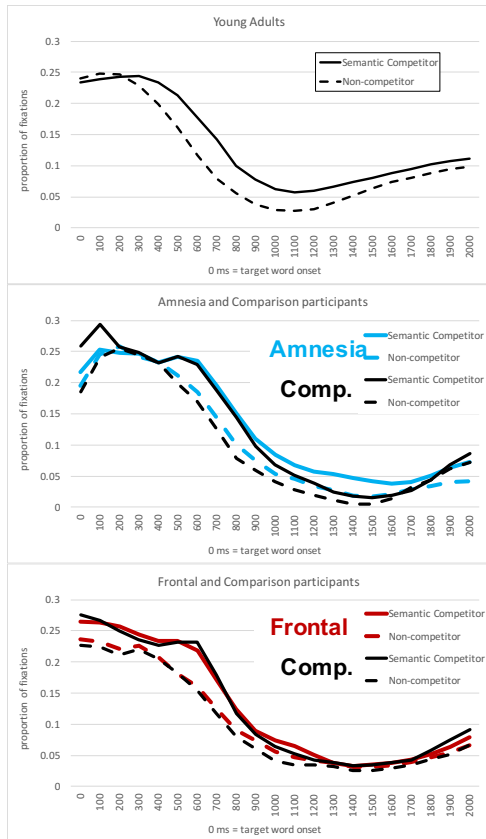 Young Adults
0.3
0.25
0.2
0.15
0.1
0.05
0
proportion of fixations
Semantic Competitor
Non-competitor
0 100 200 300 400 500 600 700 800 900 1000 1100 1200 1300 1400 1500 1600 1700 1800 1900 2000
0 ms = target word onset
Amnesia and Comparison participants
0.3
0.25
0.2
0.15
0.1
0.05
0
proportion of fixations
Amnesia
Comp.
Semantic Competitor
Non-competitor
Semantic Competitor
Non-competitor
0 100 200 300 400 500 600 700 800 900 1000 1100 1200 1300 1400 1500 1600 1700 1800 1900 2000
0 ms = target word onset
Frontal and Comparison participants
0.3
0.25
0.2
0.15
0.1
0.05
0
proportion of fixations
Frontal
Comp.
Semantic Competitor
Non-competitor
Semantic Competitor
Non-competitor
0 100 200 300 400 500 600 700 800 900 1000 1100 1200 1300 1400 1500 1600 1700 1800 1900 2000
0 ms = target word onset